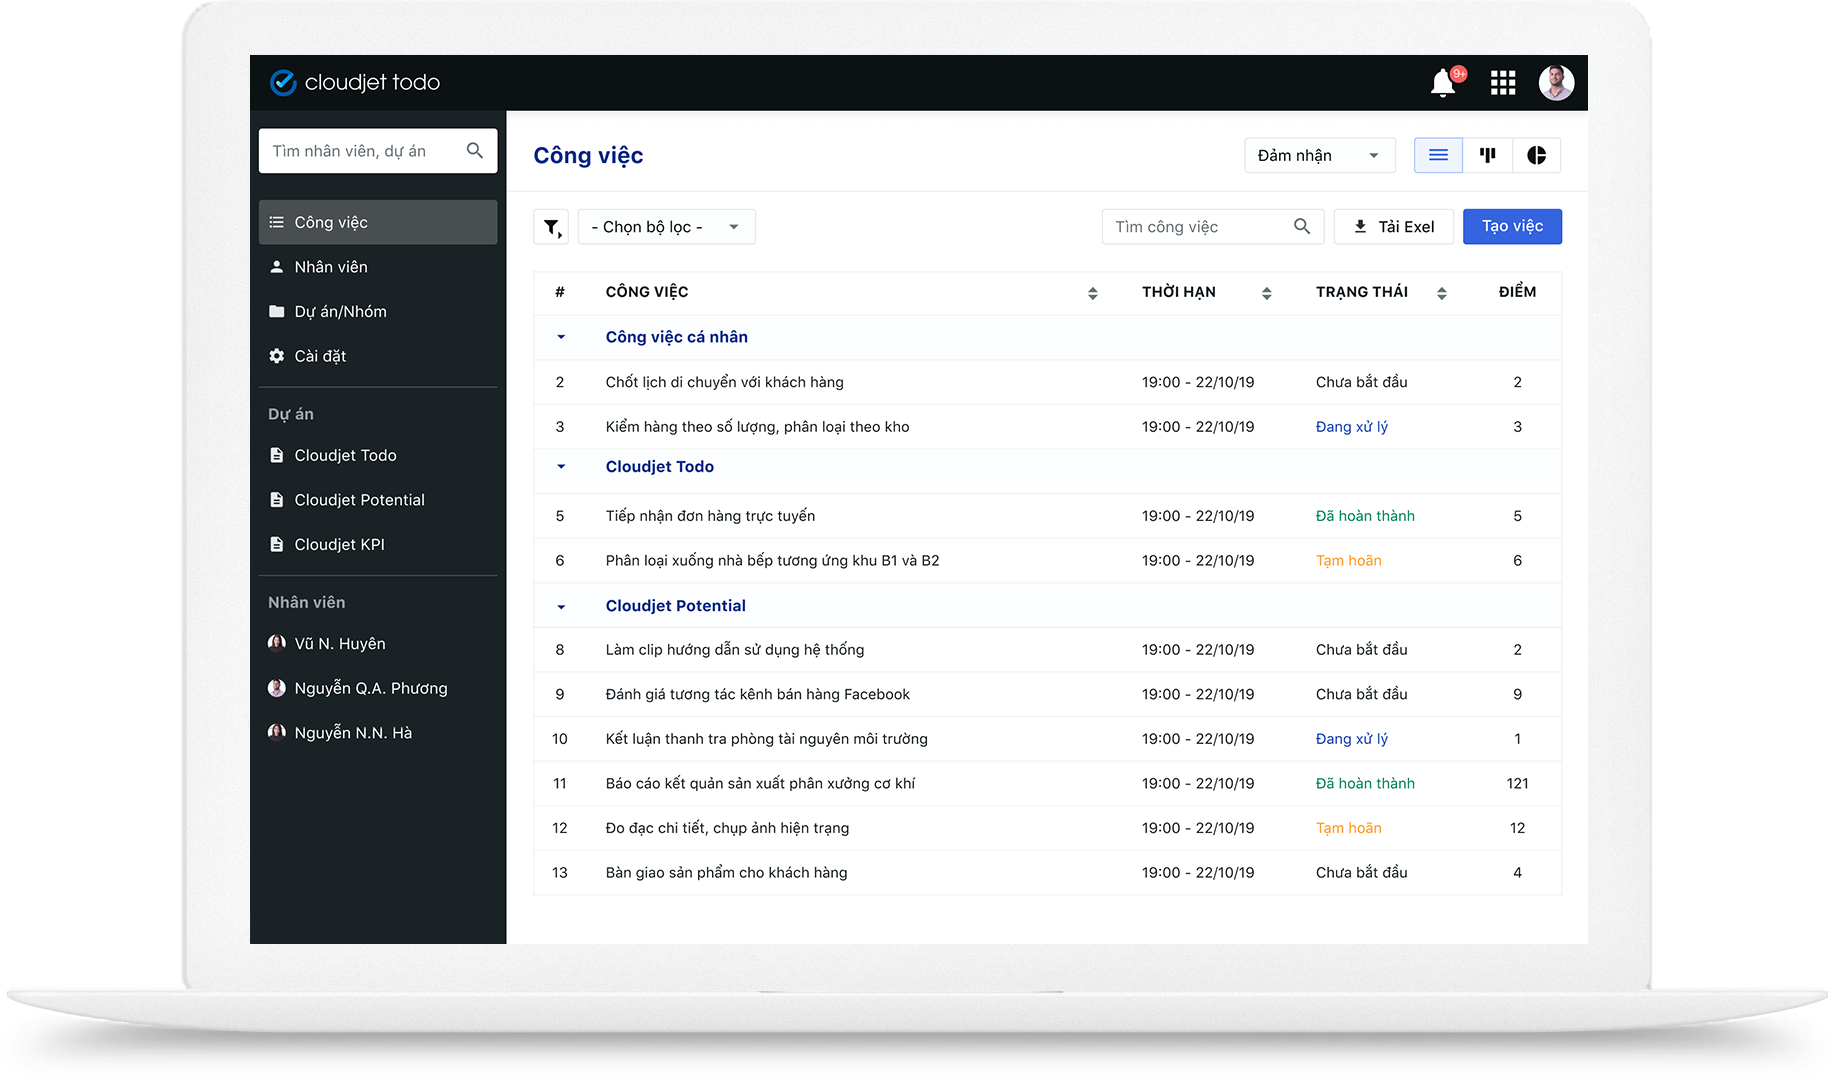 cloudjet todo
9+
Tìm nhân viên, dự án
Công việc
Nhân viên
Dự án/Nhóm
Cài đặt
Dự án
Cloudjet Todo
Cloudjet Potential
Cloudjet KPI
Nhân viên
Vũ N. Huyên
Nguyễn Q.A. Phương
Nguyễn N.N. Hà
Công việc
Đảm nhận
- Chọn bộ lọc -
Tìm công việc
Tải Exel
Tạo việc
# CÔNG VIỆC THỜI HẠN TRẠNG THÁI ĐIỂM
Công việc cá nhân
2 Chốt lịch di chuyển với khách hàng 19:00 - 22/10/19 Chưa bắt đầu 2
3 Kiểm hàng theo số lượng, phân loại theo kho 19:00 - 22/10/19 Đang xử lý 3
Cloudjet Todo
5 Tiếp nhận đơn hàng trực tuyến 19:00 - 22/10/19 Đã hoàn thành 5
6 Phân loại xuống nhà bếp tương ứng khu B1 và B2 19:00 - 22/10/19 Tạm hoãn 6
Cloudjet Potential
8 Làm clip hướng dẫn sử dụng hệ thống 19:00 - 22/10/19 Chưa bắt đầu 2
9 Đánh giá tương tác kênh bán hàng Facebook 19:00 - 22/10/19 Chưa bắt đầu 9
10 Kết luận thanh tra phòng tài nguyên môi trường 19:00 - 22/10/19 Đang xử lý 1
11 Báo cáo kết quản sản xuất phân xưởng cơ khí 19:00 - 22/10/19 Đã hoàn thành 121
12 Đo đạc chi tiết, chụp ảnh hiện trạng 19:00 - 22/10/19 Tạm hoãn 12
13 Bàn giao sản phẩm cho khách hàng 19:00 - 22/10/19 Chưa bắt đầu 4